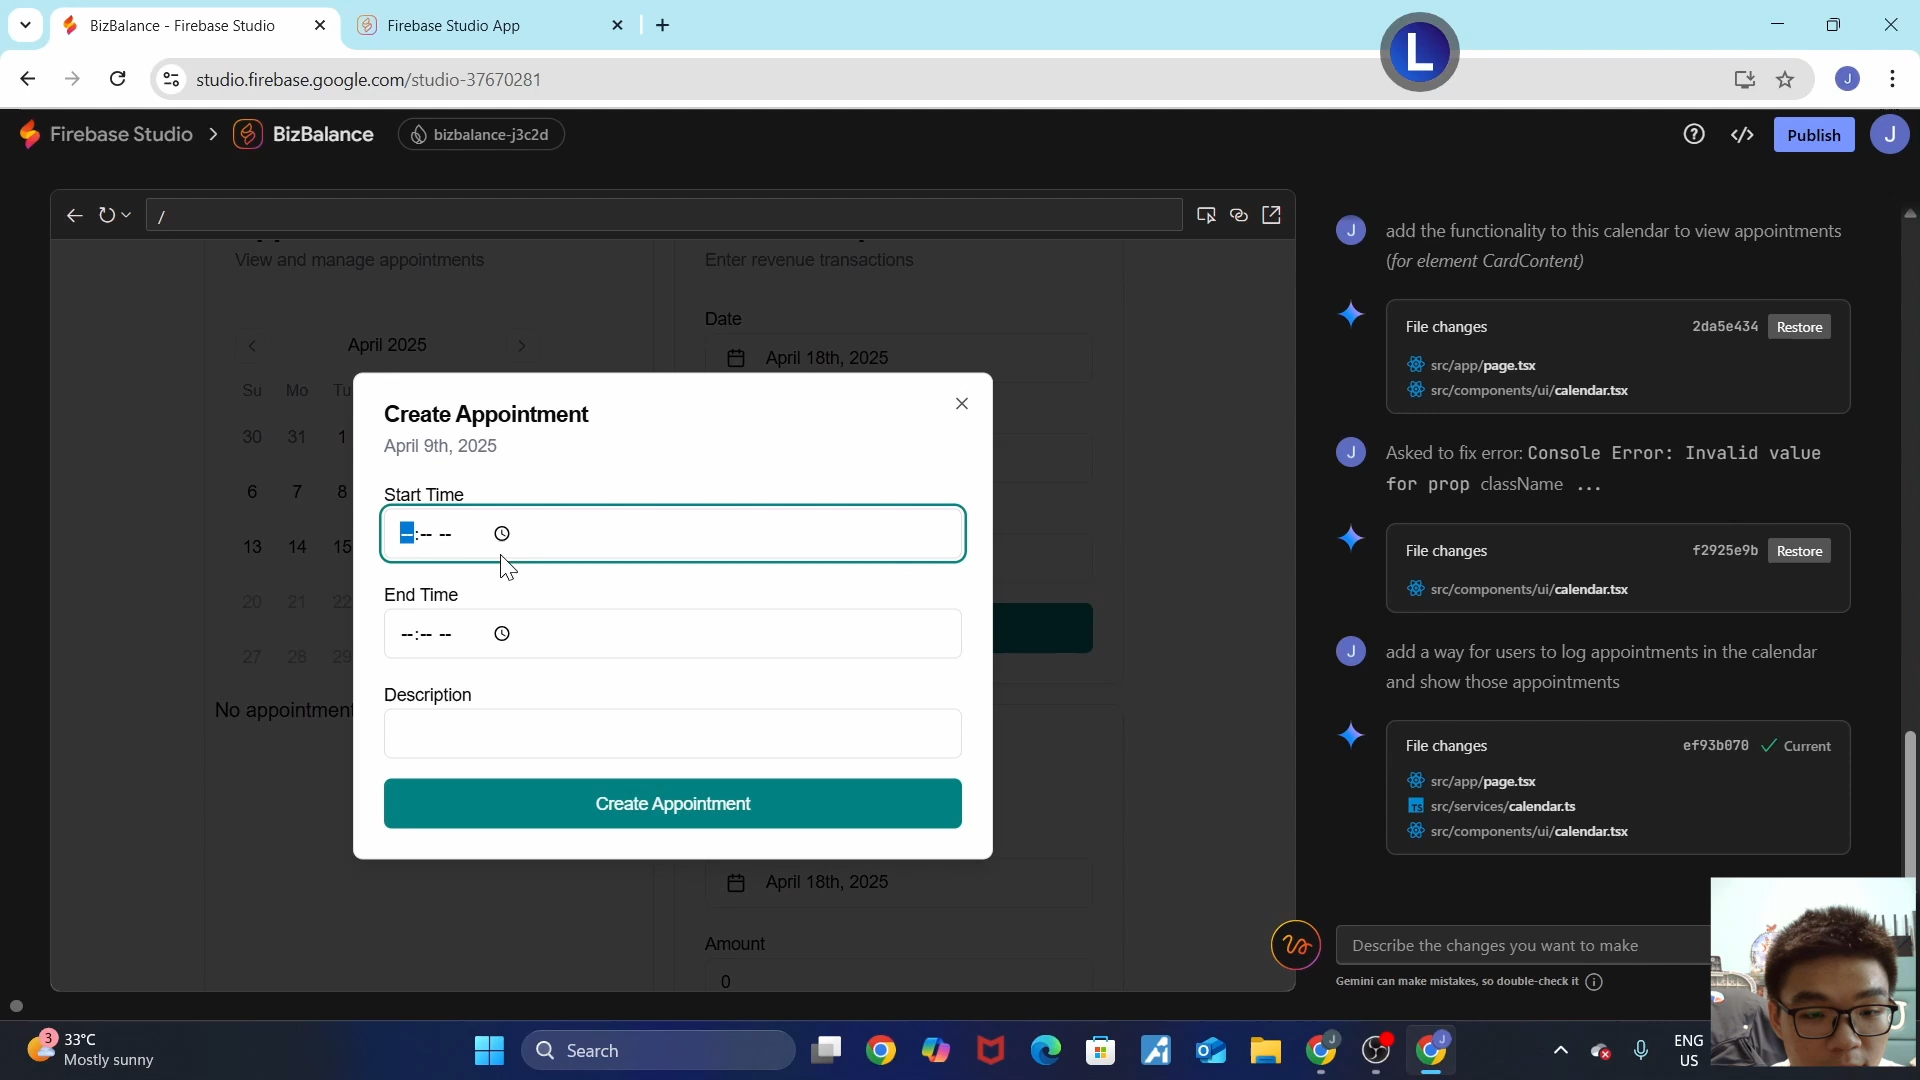 BizBalance - Firebase Studio
Firebase Studio App
L
studio.firebase.google.com/studio-37670281
J
Firebase Studio
BizBalance
bizbalance-j3c2d
Publish
J
/
View and manage appointments
Enter revenue transactions
Date
April 18th, 2025
April 2025
Su Mo Tu
30 31 1
6 7 8
13 14 15
20 21 22
27 28 29
No appointment
Create Appointment
April 9th, 2025
Start Time
--:-- --
End Time
--:-- --
Description
Create Appointment
April 18th, 2025
Amount
0
J
add the functionality to this calendar to view appointments
(for element CardContent)
File changes 2da5e434 Restore
src/app/page.tsx
src/components/ui/calendar.tsx
J
Asked to fix error: Console Error: Invalid value
for prop className ...
File changes f2925e9b Restore
src/components/ui/calendar.tsx
J
add a way for users to log appointments in the calendar
and show those appointments
File changes ef93b070 Current
src/app/page.tsx
TS src/services/calendar.ts
src/components/ui/calendar.tsx
Describe the changes you want to make
Gemini can make mistakes, so double-check it
3
33°C
Mostly sunny
Search
J
J
ENG
US